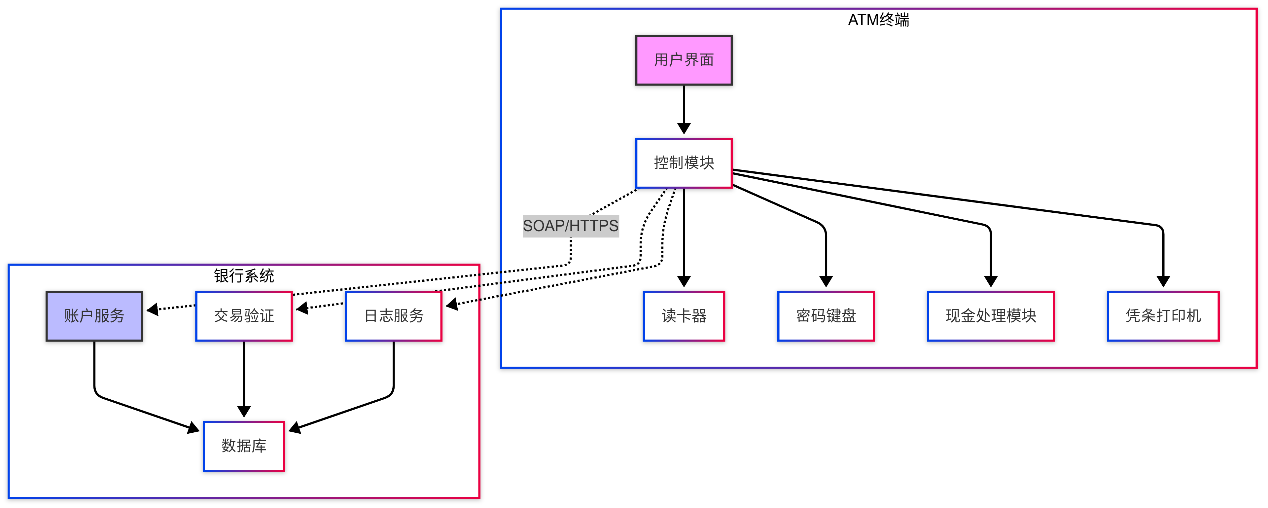 ATM终端
用户界面
控制模块
SOAP/HTTPS
银行系统
账户服务
交易验证
日志服务
读卡器
密码键盘
现金处理模块
凭条打印机
数据库